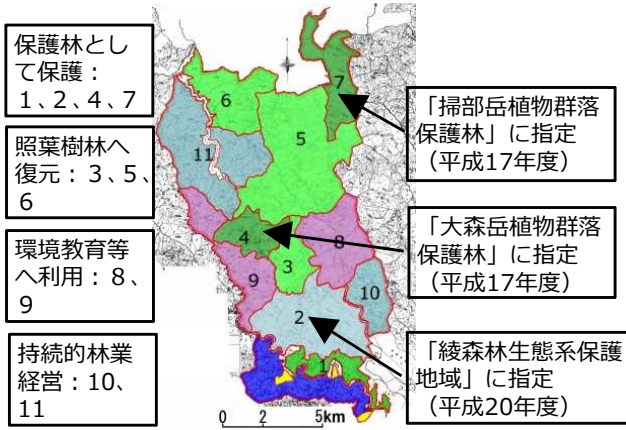 保護林とし
て保護：
1、2、4、7
照葉樹林へ
復元：3、5、
6
環境教育等
へ利用：8、
9
持続的林業
経営：10、
11
7
6
5
11
4
8
3
9
10
2
1
0 2 5km
「掃部岳植物群落
保護林」に指定
（平成17年度）
「大森岳植物群落
保護林」に指定
（平成17年度）
「綾森林生態系保護
地域」に指定
（平成20年度）